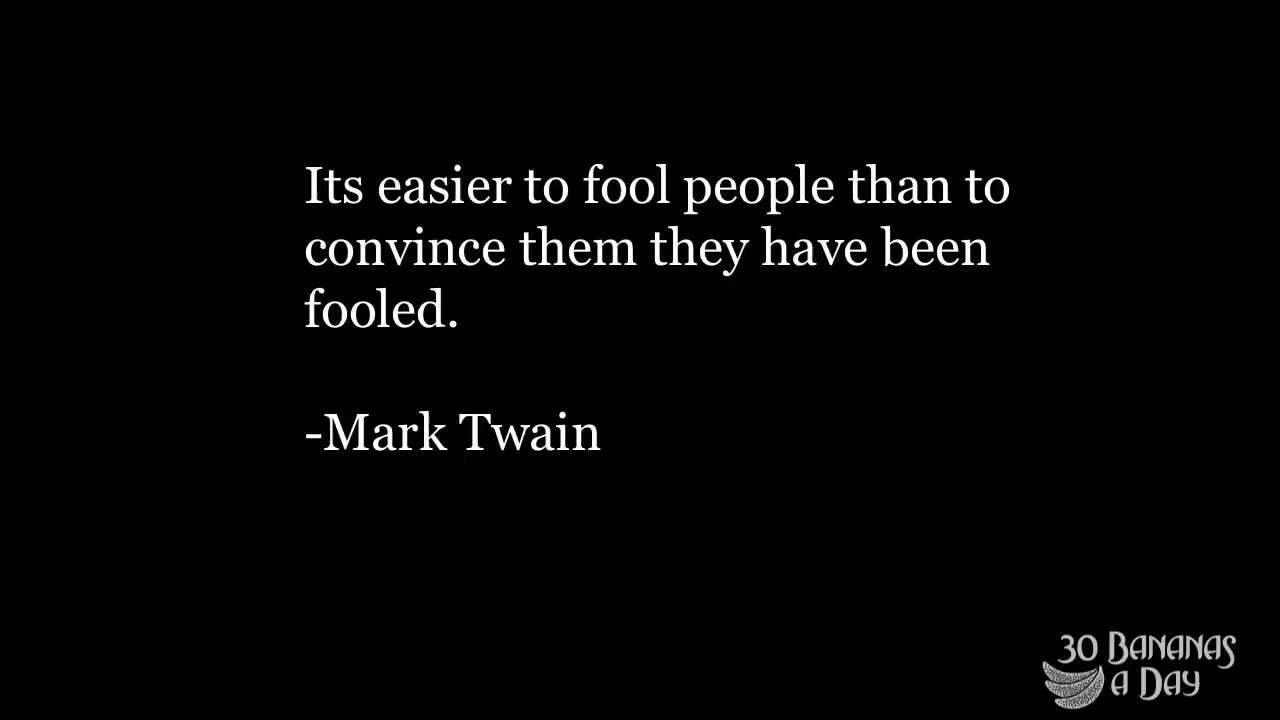 Its easier to fool people than to
convince them they have been
fooled.
-Mark Twain
30 BANANAS
A DAY